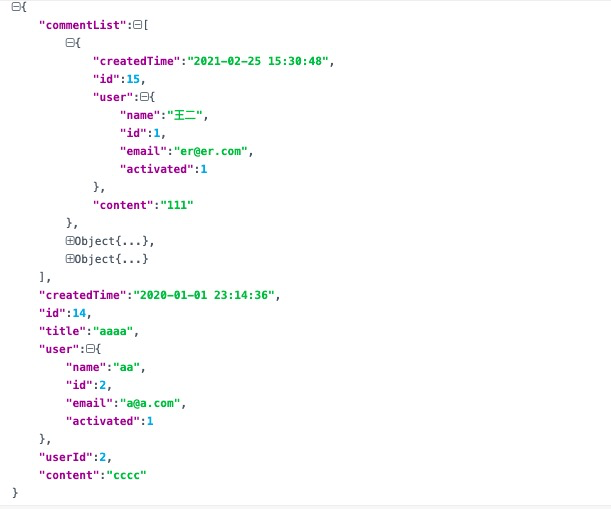 {
"commentList":[
{
"createdTime":"2021-02-25 15:30:48",
"id":15,
"user":{
"name":"王二",
"id":1,
"email":"er@er.com",
"activated":1
},
"content":"111"
},
Object{...},
Object{...}
],
"createdTime":"2020-01-01 23:14:36",
"id":14,
"title":"aaaa",
"user":{
"name":"aa",
"id":2,
"email":"a@a.com",
"activated":1
},
"userId":2,
"content":"cccc"
}